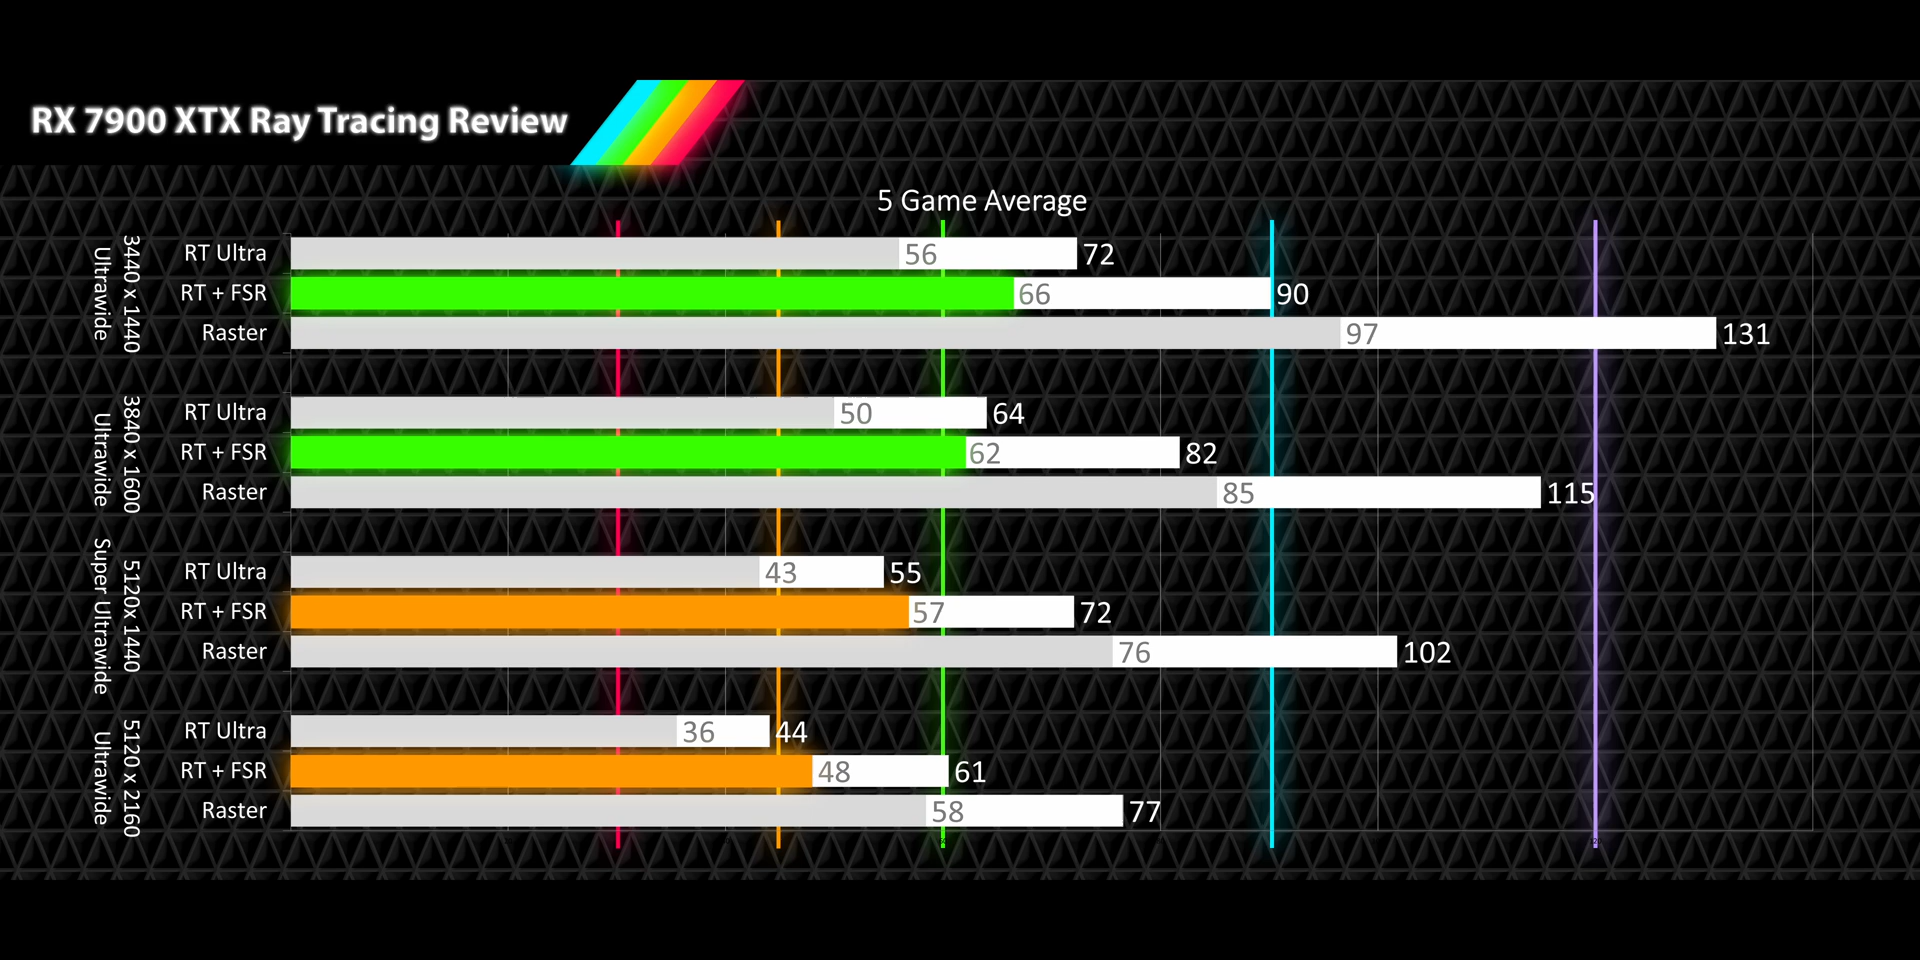 RX 7900 XTX Ray Tracing Review
5 Game Average
3440 x 1440
Ultrawide
RT Ultra
56
72
RT + FSR
66
90
Raster
97
131
3840 x 1600
Ultrawide
RT Ultra
50
64
RT + FSR
62
82
Raster
85
115
5120x 1440
Super Ultrawide
RT Ultra
43
55
RT + FSR
57
72
Raster
76
102
5120 x 2160
Ultrawide
RT Ultra
36
44
RT + FSR
48
61
Raster
58
77